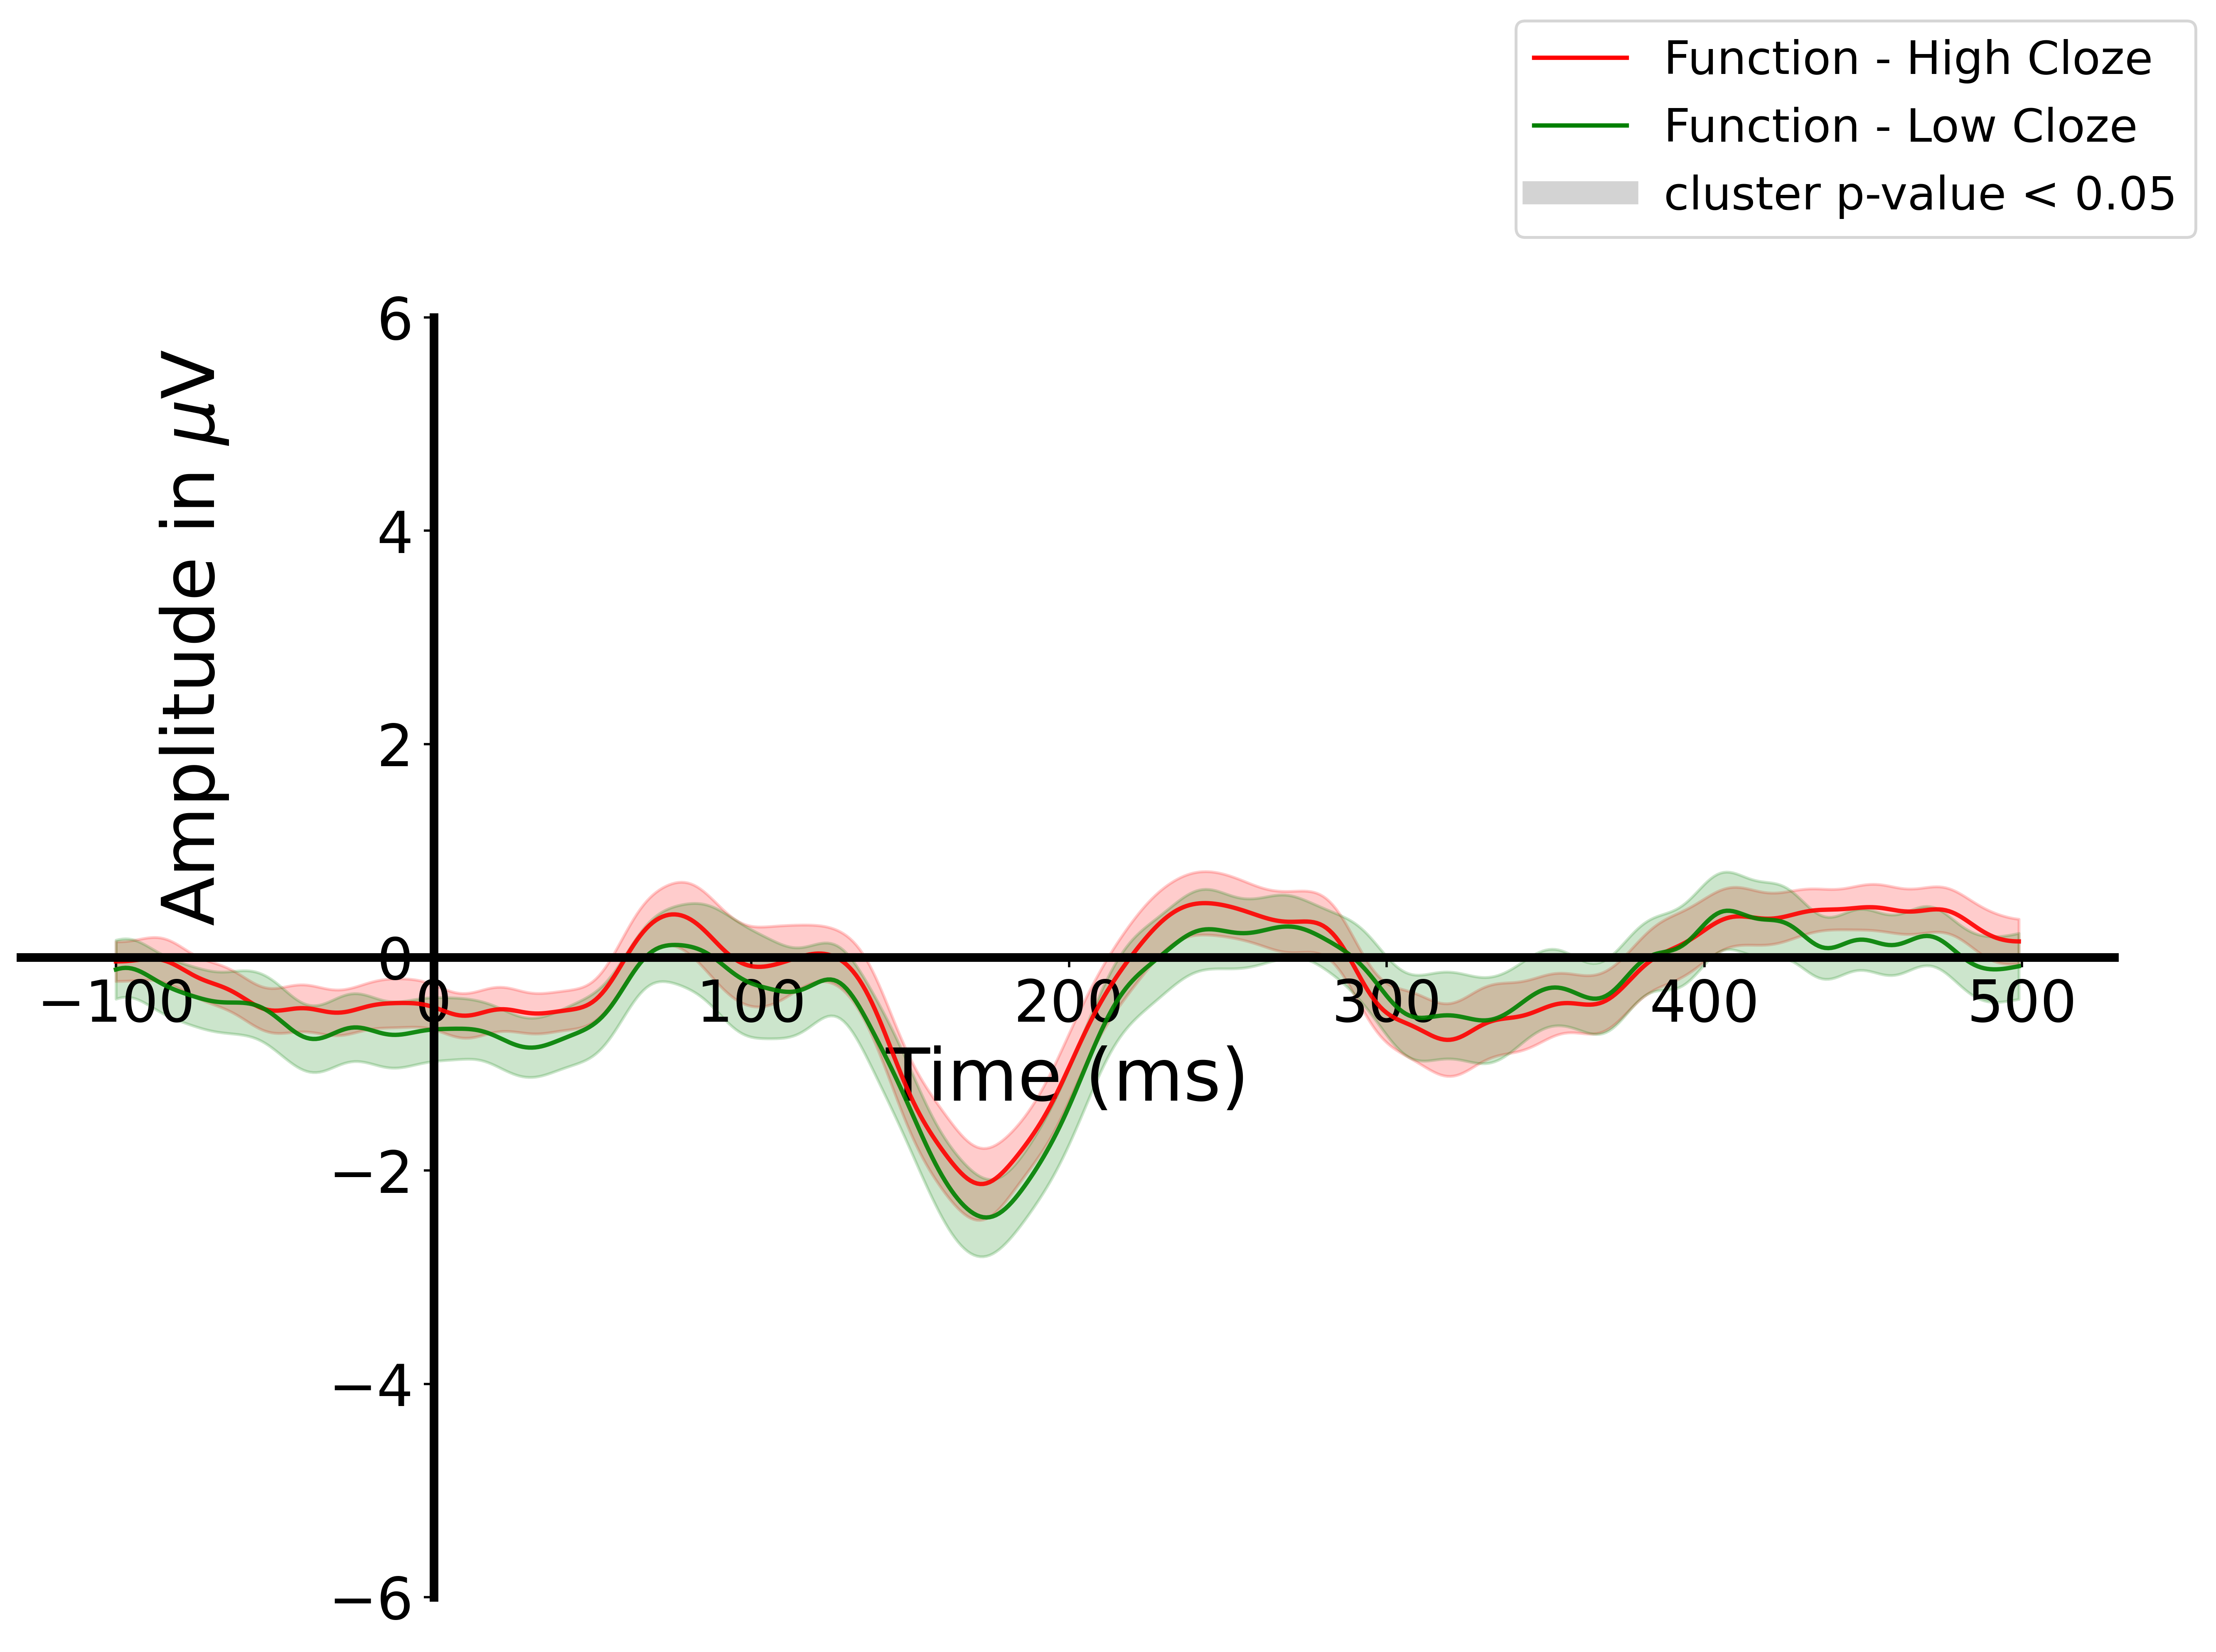 Function - High Cloze
Function - Low Cloze
cluster p-value < 0.05
Amplitude in µV
6
4
2
0
−2
−4
−6
−100
0
100
200
300
400
500
Time (ms)